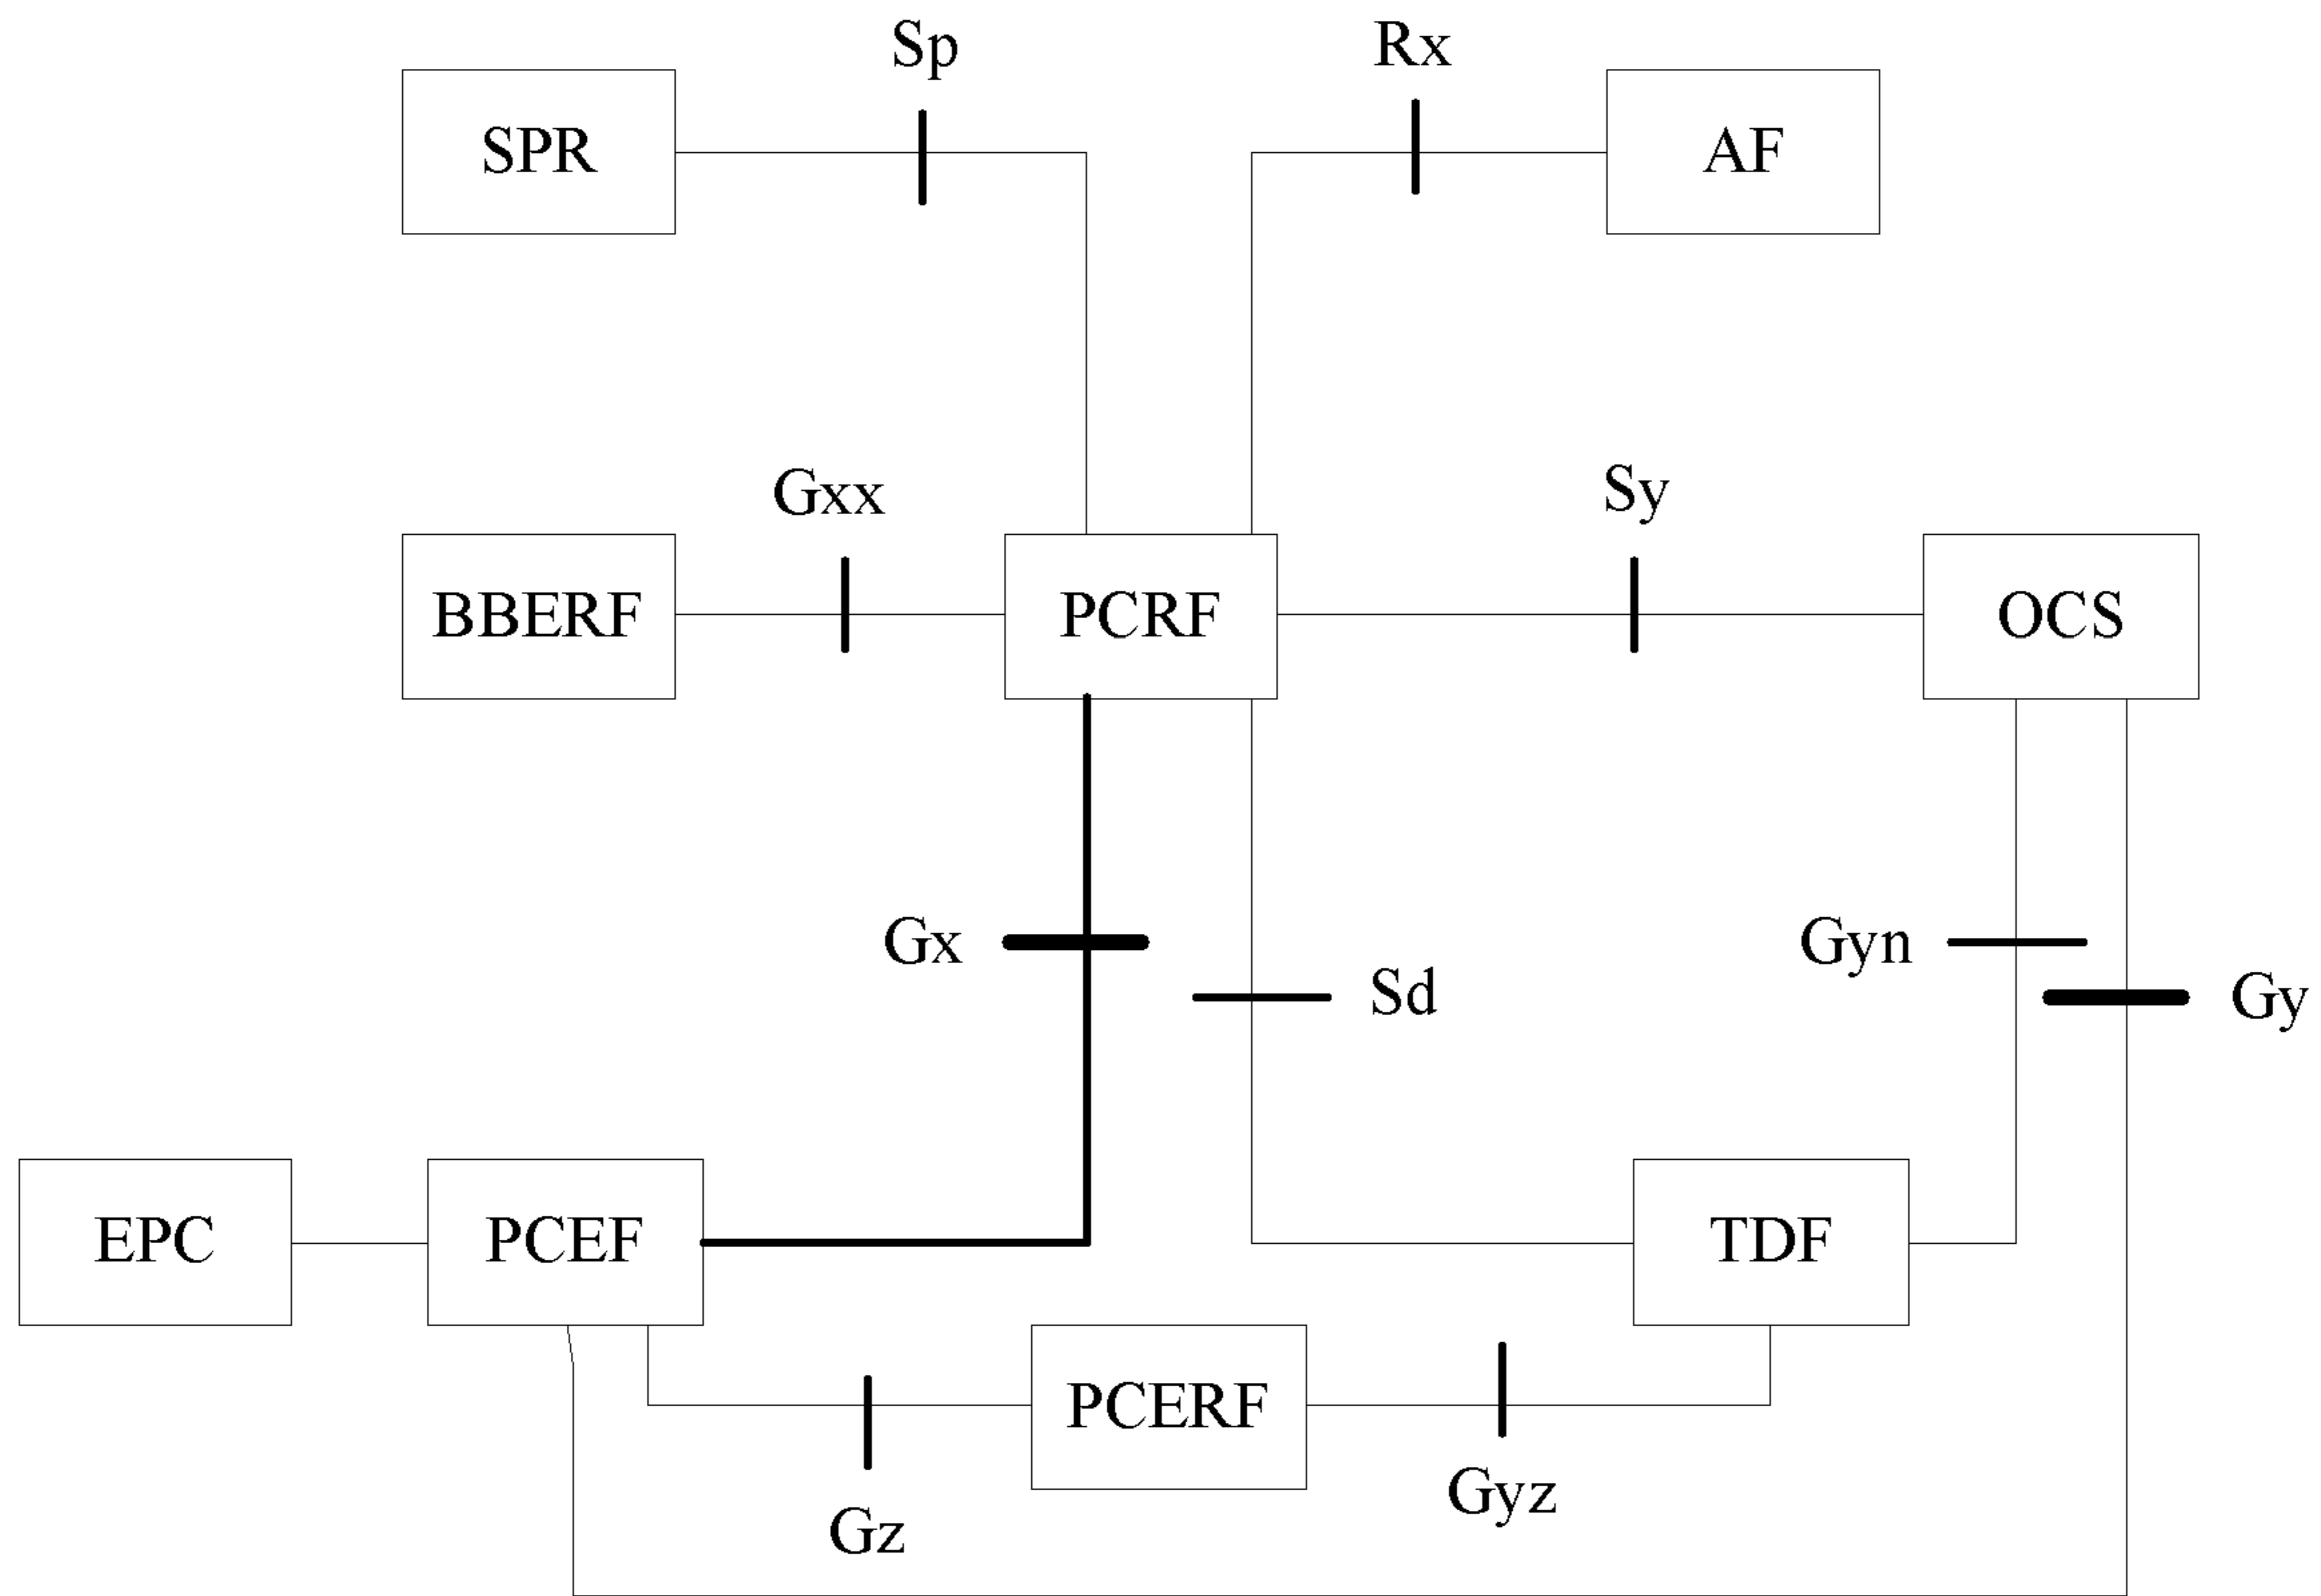 Sp
Rx
SPR
AF
Gxx
Sy
BBERF
PCRF
OCS
Gx
Sd
Gyn
Gy
EPC
PCEF
TDF
PCERF
Gz
Gyz